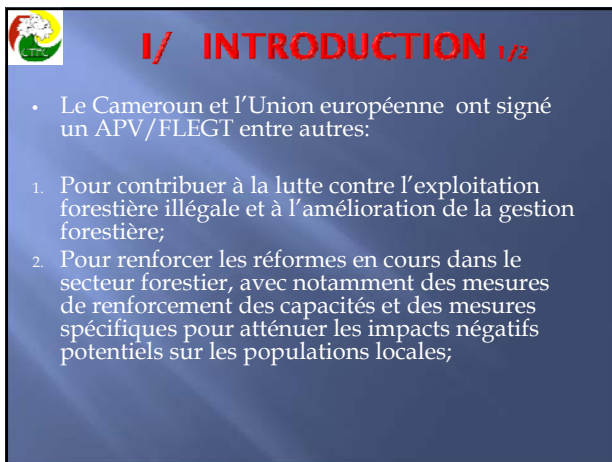 I/ INTRODUCTION 1/2
• Le Cameroun et l’Union européenne ont signé
un APV/FLEGT entre autres:
1. Pour contribuer à la lutte contre l’exploitation
forestière illégale et à l’amélioration de la gestion
forestière;
2. Pour renforcer les réformes en cours dans le
secteur forestier, avec notamment des mesures
de renforcement des capacités et des mesures
spécifiques pour atténuer les impacts négatifs
potentiels sur les populations locales;